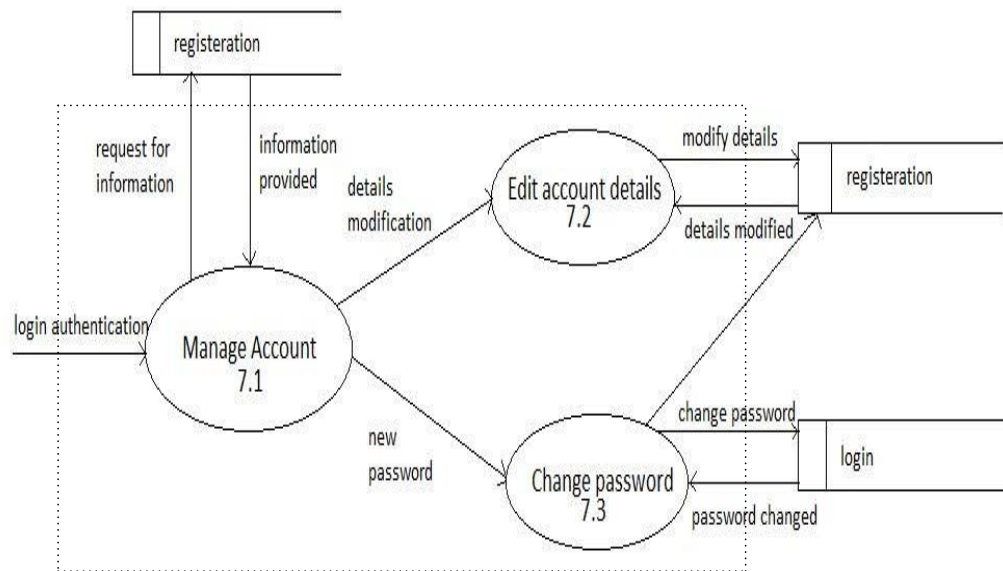 registeration
request for
information
information
provided
details
modification
modify details
Edit account details
7.2
registeration
details modified
login authentication
Manage Account
7.1
new
password
change password
login
Change password
7.3
password changed